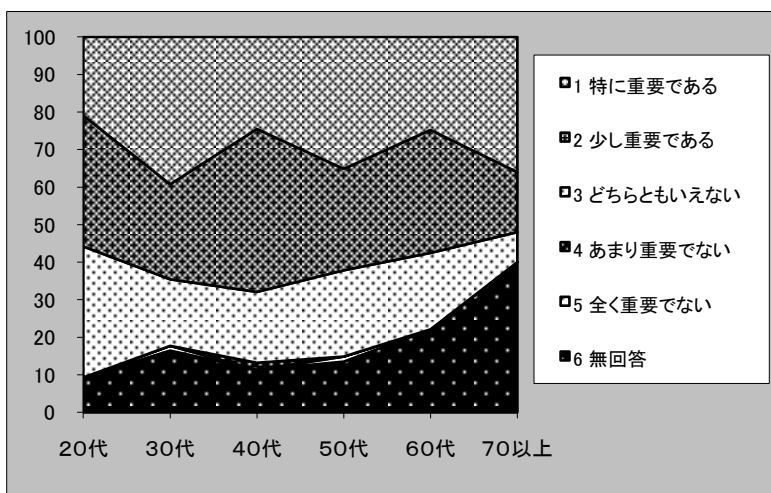 100
90
80
70
60
50
40
30
20
10
0
20代 30代 40代 50代 60代 70以上
1 特に重要である
2 少し重要である
3 どちらともいえない
4 あまり重要でない
5 全く重要でない
6 無回答